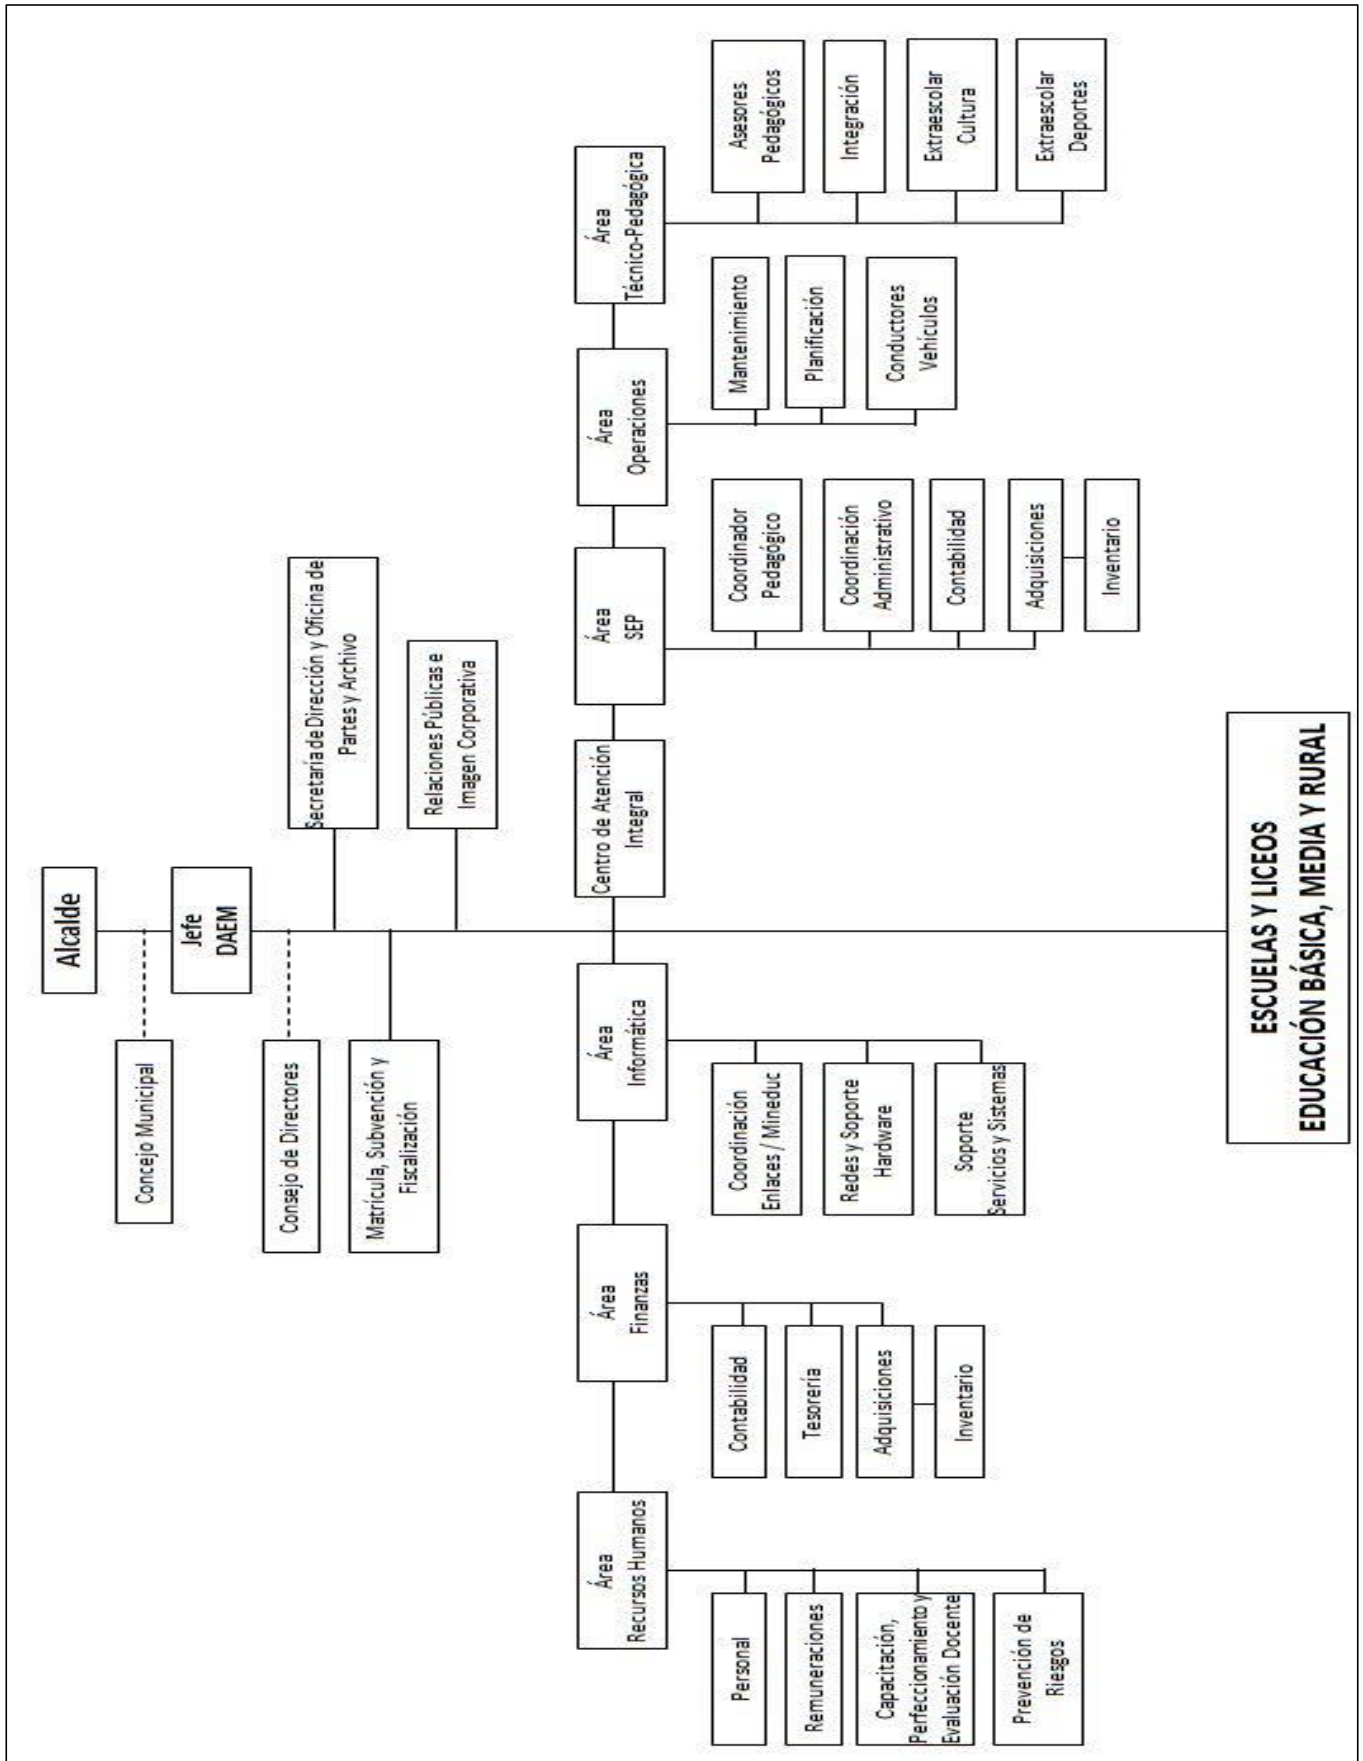 Alcalde
Concejo Municipal
Jefe
DAEM
Consejo de Directores
Secretaría de Dirección y Oficina de
Partes y Archivo
Matrícula, Subvención y
Fiscalización
Relaciones Públicas e
Imagen Corporativa
Área
Recursos Humanos
Área
Finanzas
Área
Informática
Centro de Atención
Integral
Área
SEP
Área
Operaciones
Área
Técnico-Pedagógica
Personal
Remuneraciones
Capacitación,
Perfeccionamiento y
Evaluación Docente
Prevención de
Riesgos
Contabilidad
Tesorería
Adquisiciones
Inventario
Coordinación
Enlaces / Mineduc
Redes y Soporte
Hardware
Soporte
Servicios y Sistemas
Coordinador
Pedagógico
Coordinación
Administrativo
Contabilidad
Adquisiciones
Inventario
Mantenimiento
Planificación
Conductores
Vehículos
Asesores
Pedagógicos
Integración
Extraescolar
Cultura
Extraescolar
Deportes
ESCUELAS Y LICEOS
EDUCACIÓN BÁSICA, MEDIA Y RURAL